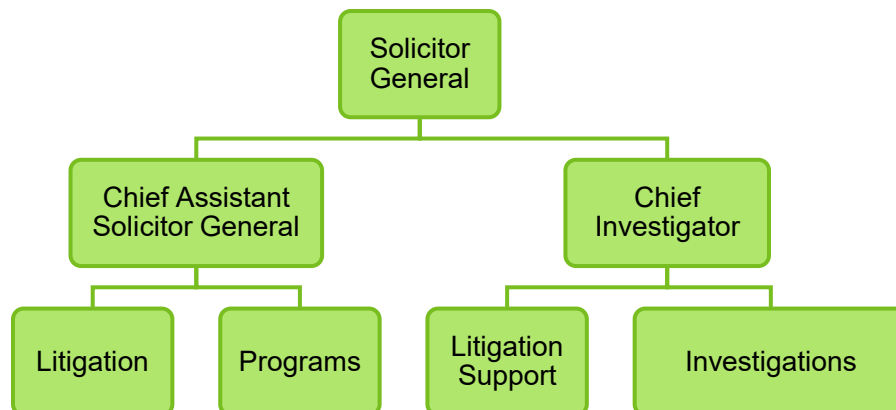 Solicitor
General
Chief Assistant
Solicitor General
Chief
Investigator
Litigation
Programs
Litigation
Support
Investigations